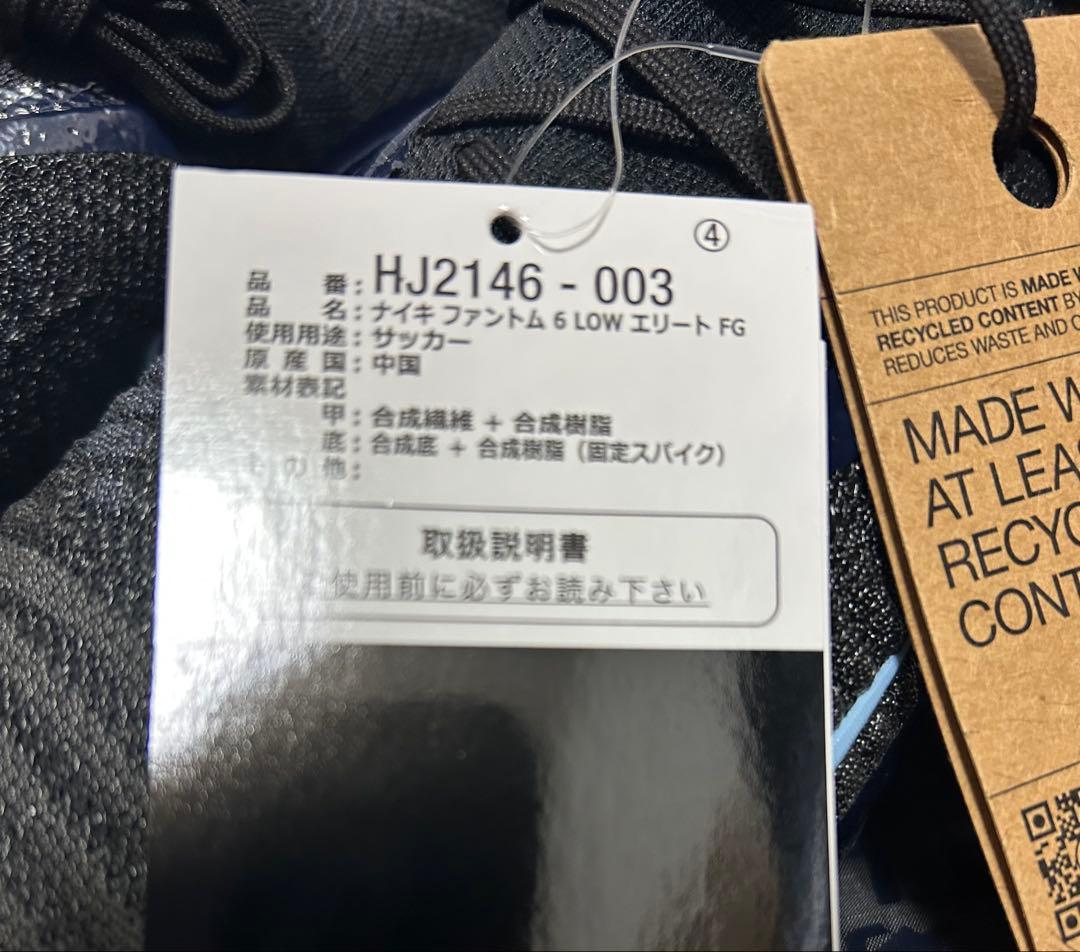 ④
品 番: HJ2146 - 003
品 名: ナイキ ファントム 6 LOW エリート FG
使用用途: サッカー
原 産 国: 中国
素材表記
甲: 合成繊維 + 合成樹脂
底: 合成底 + 合成樹脂 (固定スパイク)
その他:
取扱説明書
使用前に必ずお読み下さい
THIS PRODUCT IS MADE
RECYCLED CONTENT BY
REDUCES WASTE AND
MADE
AT